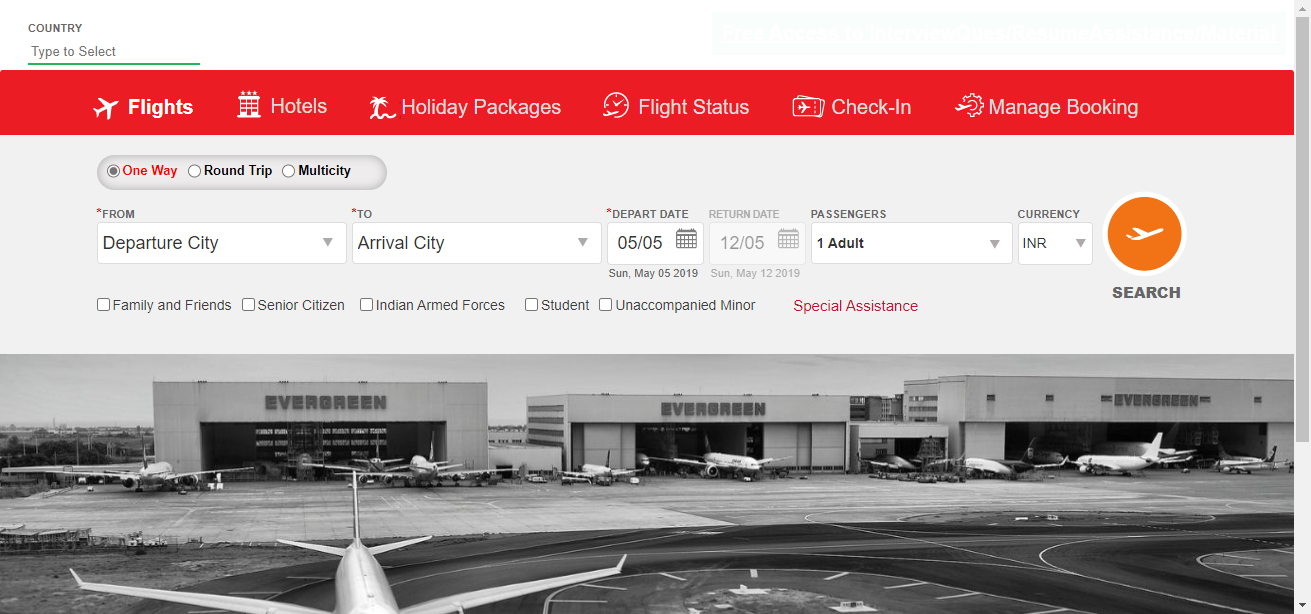 COUNTRY
Free Access to InterviewQues/ResumeAssistance/Material
Type to Select
Flights Hotels Holiday Packages Flight Status Check-In Manage Booking
One Way Round Trip Multicity
*FROM *TO *DEPART DATE RETURN DATE PASSENGERS CURRENCY
Departure City Arrival City 05/05 12/05 1 Adult INR
Sun, May 05 2019 Sun, May 12 2019
SEARCH
Family and Friends Senior Citizen Indian Armed Forces Student Unaccompanied Minor Special Assistance
EVERGREEN EVERGREEN EVERGREEN